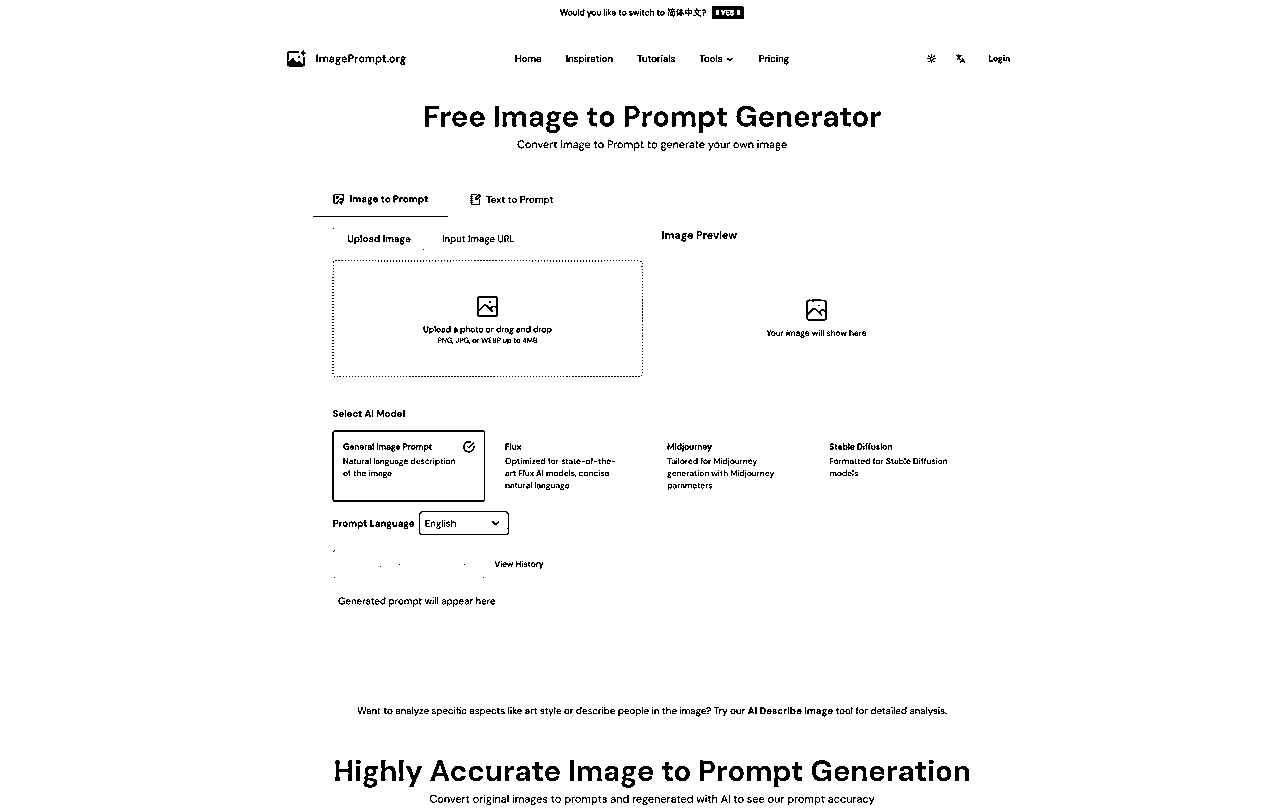 Would you like to switch to 简体中文? YES
ImagePrompt.org
Home Inspiration Tutorials Tools Pricing Login
Free Image to Prompt Generator
Convert Image to Prompt to generate your own image
Image to Prompt Text to Prompt
Upload Image Input Image URL
Image Preview
Upload a photo or drag and drop
PNG, JPG, or WEBP up to 4MB
Your image will show here
Select AI Model
General Image Prompt
Natural language description
of the image
Flux
Optimized for state-of-the-
art Flux AI models, concise
natural language
Midjourney
Tailored for Midjourney
generation with Midjourney
parameters
Stable Diffusion
Formatted for Stable Diffusion
models
Prompt Language English
View History
Generated prompt will appear here
Want to analyze specific aspects like art style or describe people in the image? Try our AI Describe Image tool for detailed analysis.
Highly Accurate Image to Prompt Generation
Convert original images to prompts and regenerated with AI to see our prompt accuracy